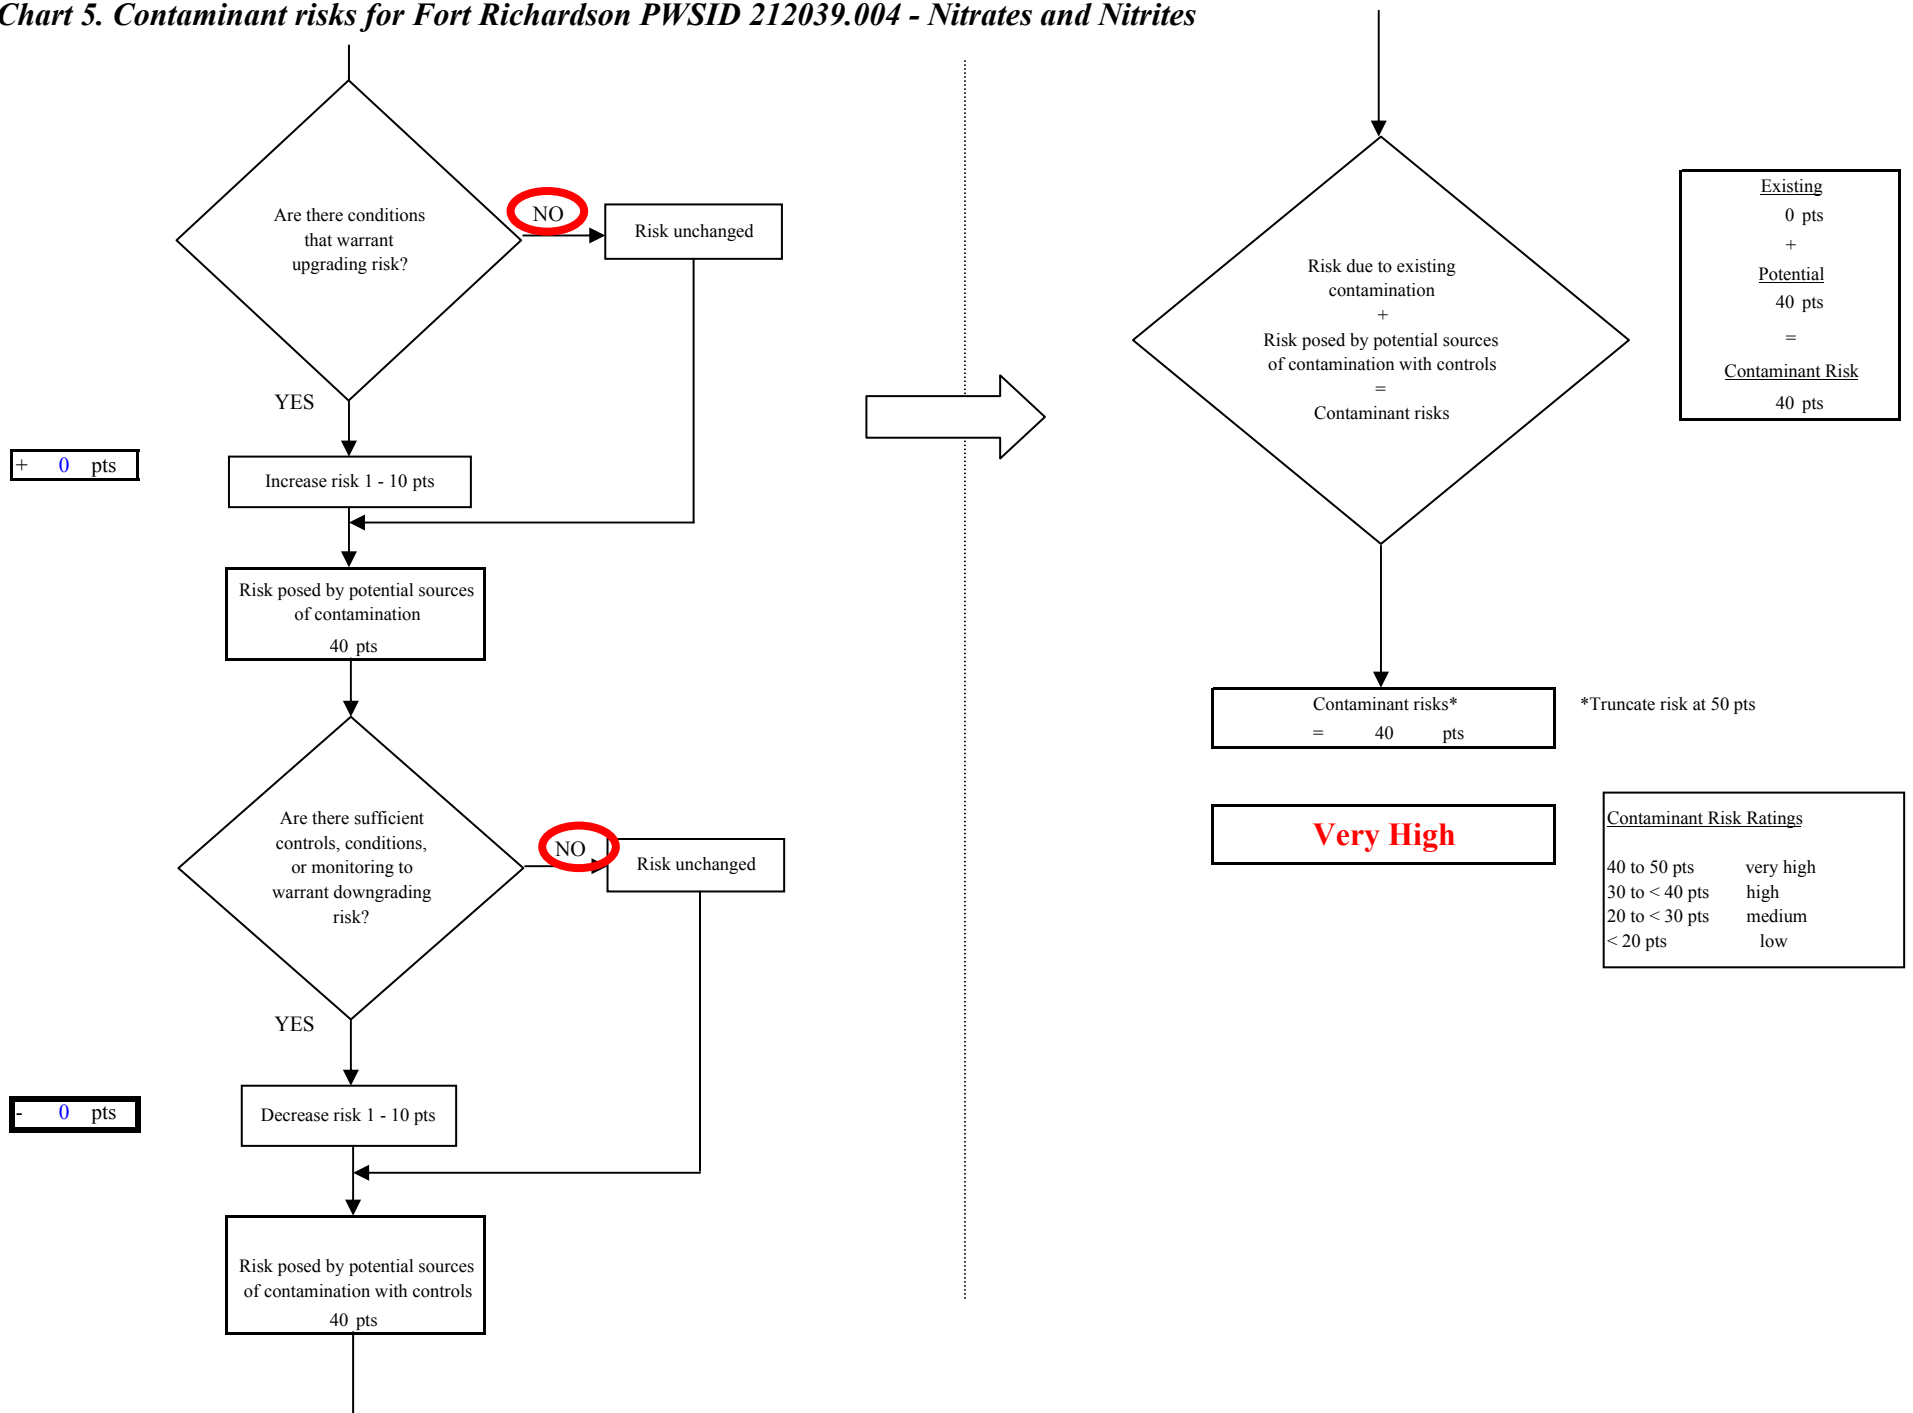 Chart 5. Contaminant risks for Fort Richardson PWSID 212039.004 - Nitrates and Nitrites
Are there conditions
that warrant
upgrading risk?
NO
Risk unchanged
YES
+ 0 pts
Increase risk 1 - 10 pts
Risk posed by potential sources
of contamination
40 pts
Are there sufficient
controls, conditions,
or monitoring to
warrant downgrading
risk?
NO
Risk unchanged
YES
- 0 pts
Decrease risk 1 - 10 pts
Risk posed by potential sources
of contamination with controls
40 pts
Risk due to existing
contamination
+
Risk posed by potential sources
of contamination with controls
=
Contaminant risks
Existing
0 pts
+
Potential
40 pts
=
Contaminant Risk
40 pts
Contaminant risks*
= 40 pts
*Truncate risk at 50 pts
Very High
Contaminant Risk Ratings
40 to 50 pts very high
30 to < 40 pts high
20 to < 30 pts medium
< 20 pts low